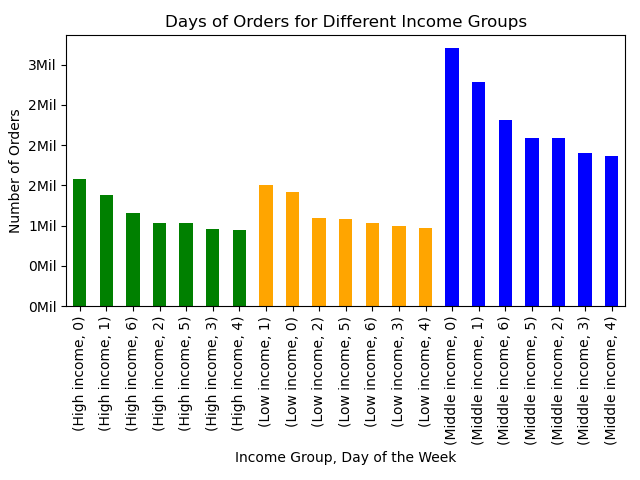 Days of Orders for Different Income Groups
3Mil
2Mil
2Mil
2Mil
1Mil
0Mil
0Mil
Number of Orders
(High income, 0)
(High income, 1)
(High income, 6)
(High income, 2)
(High income, 5)
(High income, 3)
(High income, 4)
(Low income, 1)
(Low income, 0)
(Low income, 2)
(Low income, 5)
(Low income, 6)
(Low income, 3)
(Low income, 4)
(Middle income, 0)
(Middle income, 1)
(Middle income, 6)
(Middle income, 5)
(Middle income, 2)
(Middle income, 3)
(Middle income, 4)
Income Group, Day of the Week